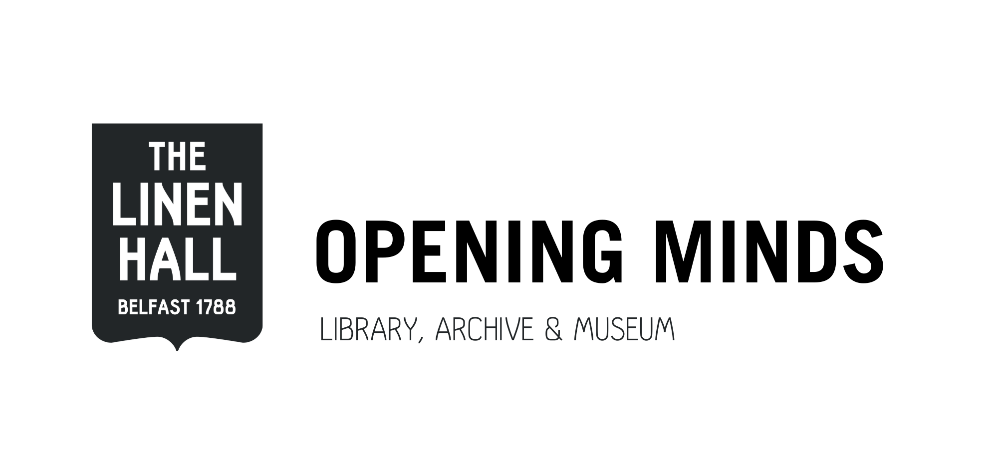 THE
LINEN
HALL
BELFAST 1788
OPENING MINDS
LIBRARY, ARCHIVE & MUSEUM